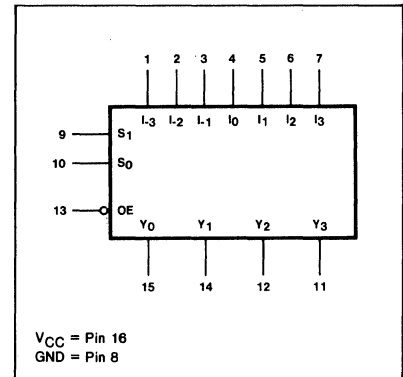 1 2 3 4 5 6 7
I-3 I-2 I-1 I0 I1 I2 I3
9 S1
10 S0
13 OE
Y0 Y1 Y2 Y3
15 14 12 11
VCC = Pin 16
GND = Pin 8